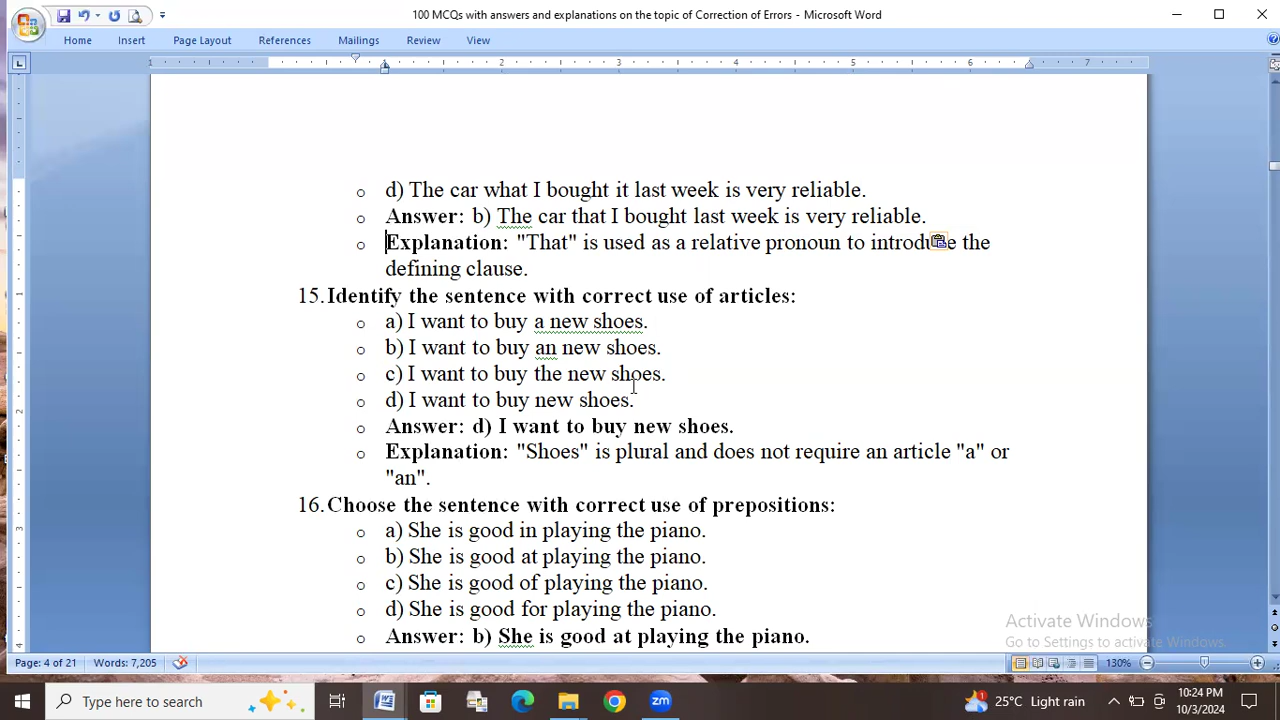 100 MCQs with answers and explanations on the topic of Correction of Errors - Microsoft Word
Home Insert Page Layout References Mailings Review View
1 1 2 3 4 5 6 7
d) The car what I bought it last week is very reliable.
Answer: b) The car that I bought last week is very reliable.
Explanation: "That" is used as a relative pronoun to introduce the
defining clause.
15. Identify the sentence with correct use of articles:
a) I want to buy a new shoes.
b) I want to buy an new shoes.
c) I want to buy the new shoes.
d) I want to buy new shoes.
Answer: d) I want to buy new shoes.
Explanation: "Shoes" is plural and does not require an article "a" or
"an".
16. Choose the sentence with correct use of prepositions:
a) She is good in playing the piano.
b) She is good at playing the piano.
c) She is good of playing the piano.
d) She is good for playing the piano.
Answer: b) She is good at playing the piano.
Activate Windows
Go to Settings to activate Windows.
Page: 4 of 21 Words: 7,205 130%
Type here to search 25°C Light rain 10:24 PM
10/3/2024